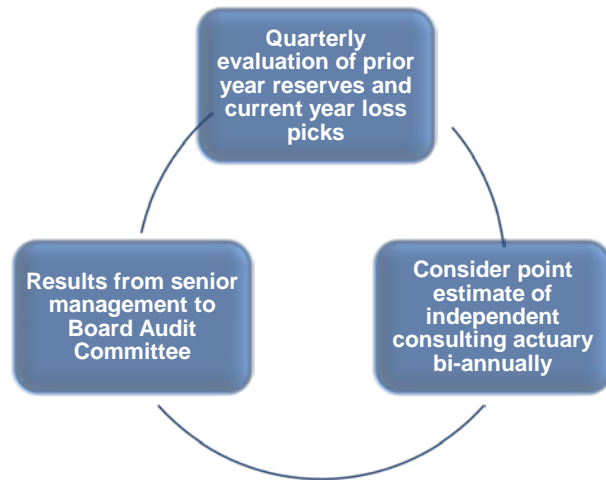 Quarterly
evaluation of prior
year reserves and
current year loss
picks
Results from senior
management to
Board Audit
Committee
Consider point
estimate of
independent
consulting actuary
bi-annually